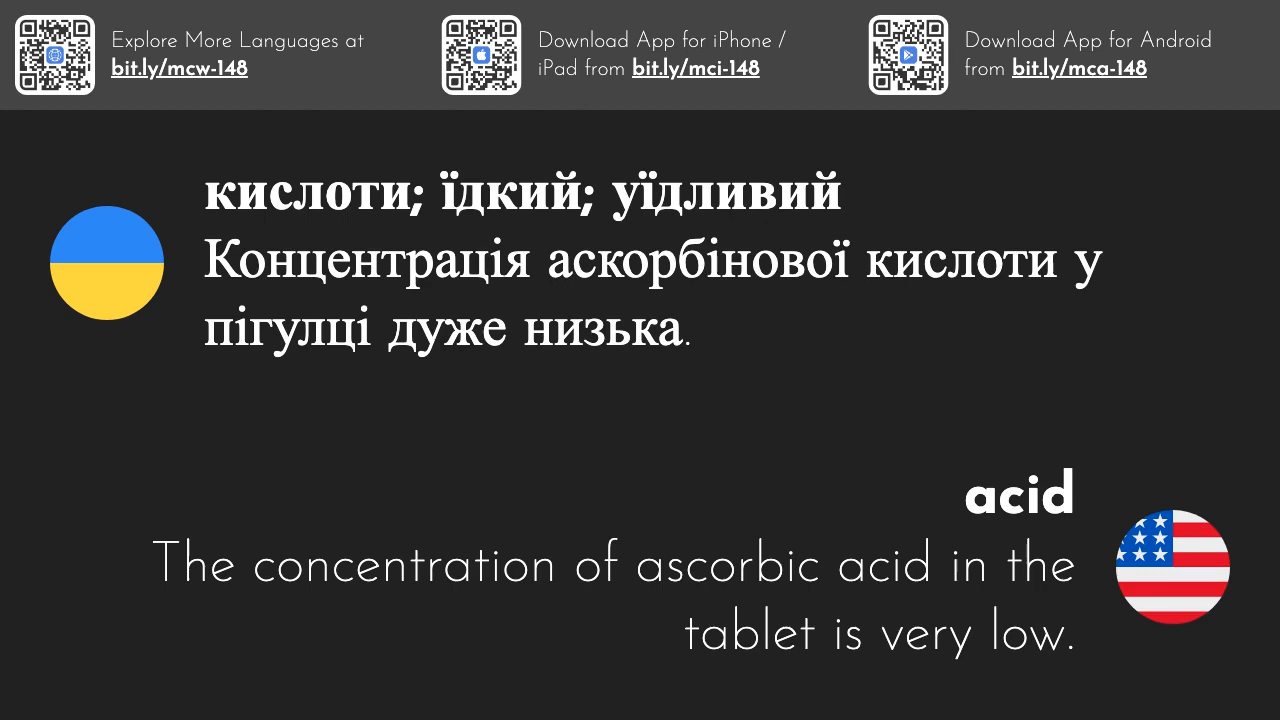 Explore More Languages at
bit.ly/mcw-148
Download App for iPhone /
iPad from bit.ly/mci-148
Download App for Android
from bit.ly/mca-148
кислоти; їдкий; уїдливий
Концентрація аскорбінової кислоти у
пігулці дуже низька.
acid
The concentration of ascorbic acid in the
tablet is very low.